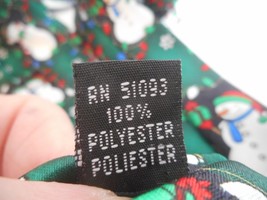 RN 51093
100%
POLYESTER
POLIESTER